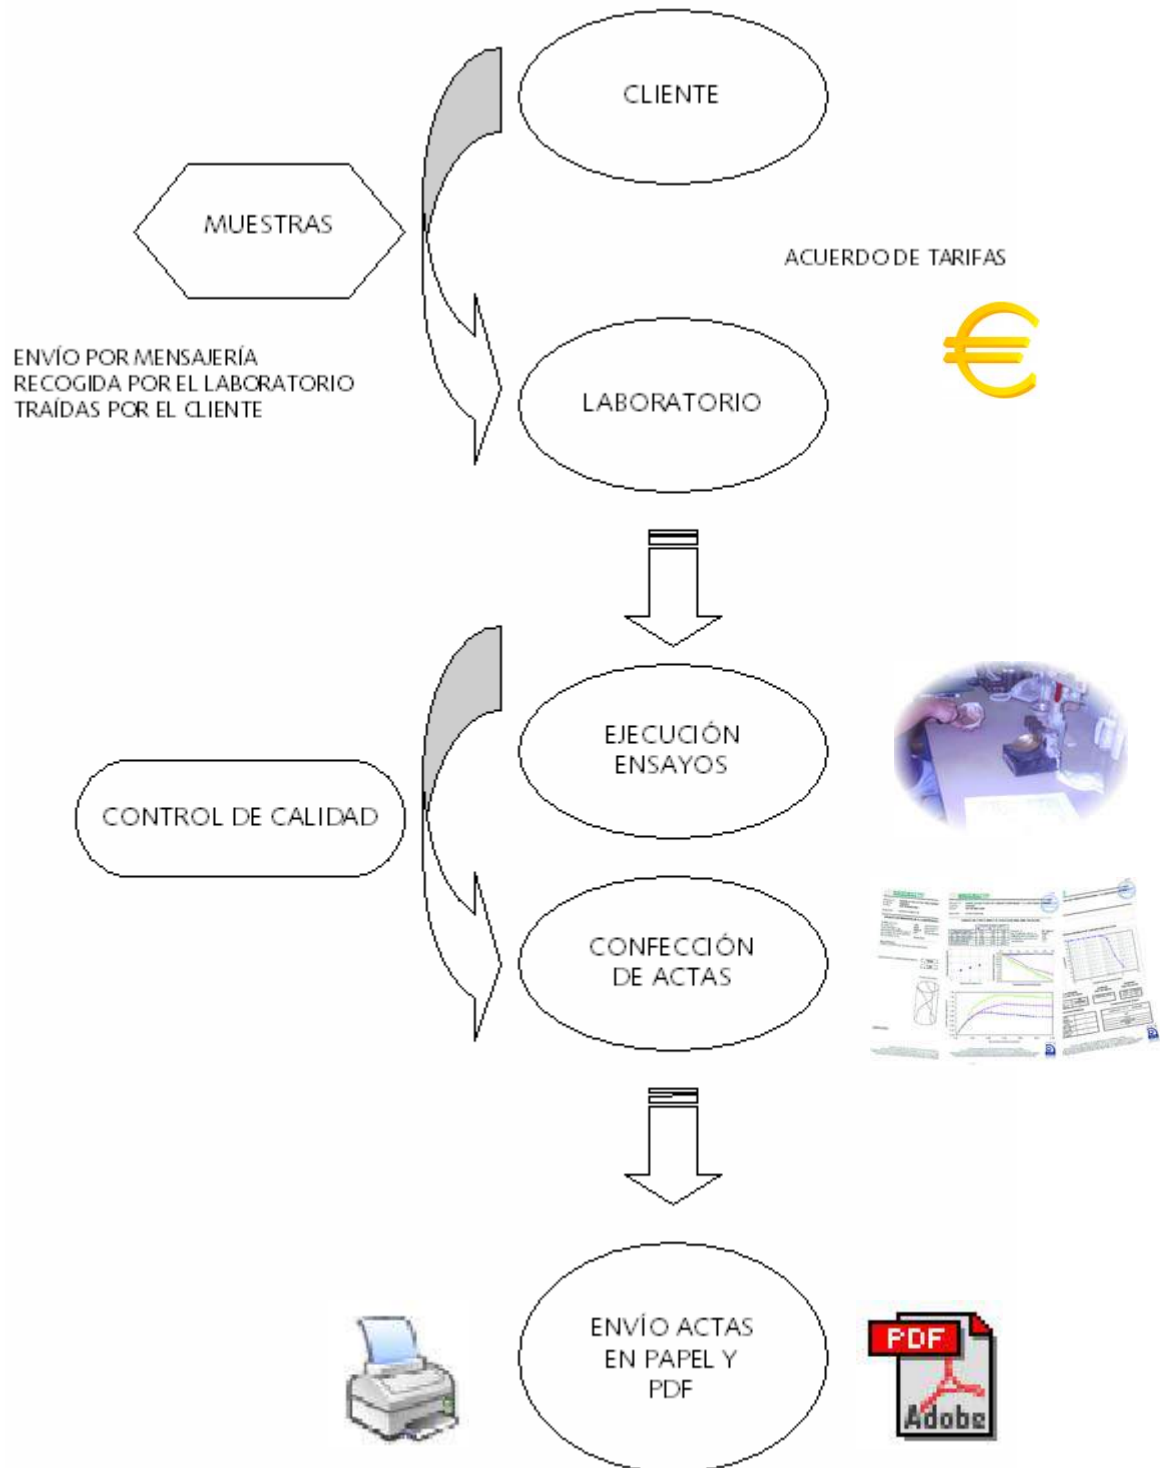 CLIENTE
MUESTRAS
ACUERDO DE TARIFAS
ENVÍO POR MENSAJERÍA
RECOGIDA POR EL LABORATORIO
TRAÍDAS POR EL CLIENTE
LABORATORIO
EJECUCIÓN
ENSAYOS
CONTROL DE CALIDAD
CONFECCIÓN
DE ACTAS
ENVÍO ACTAS
EN PAPEL Y
PDF
PDF
Adobe